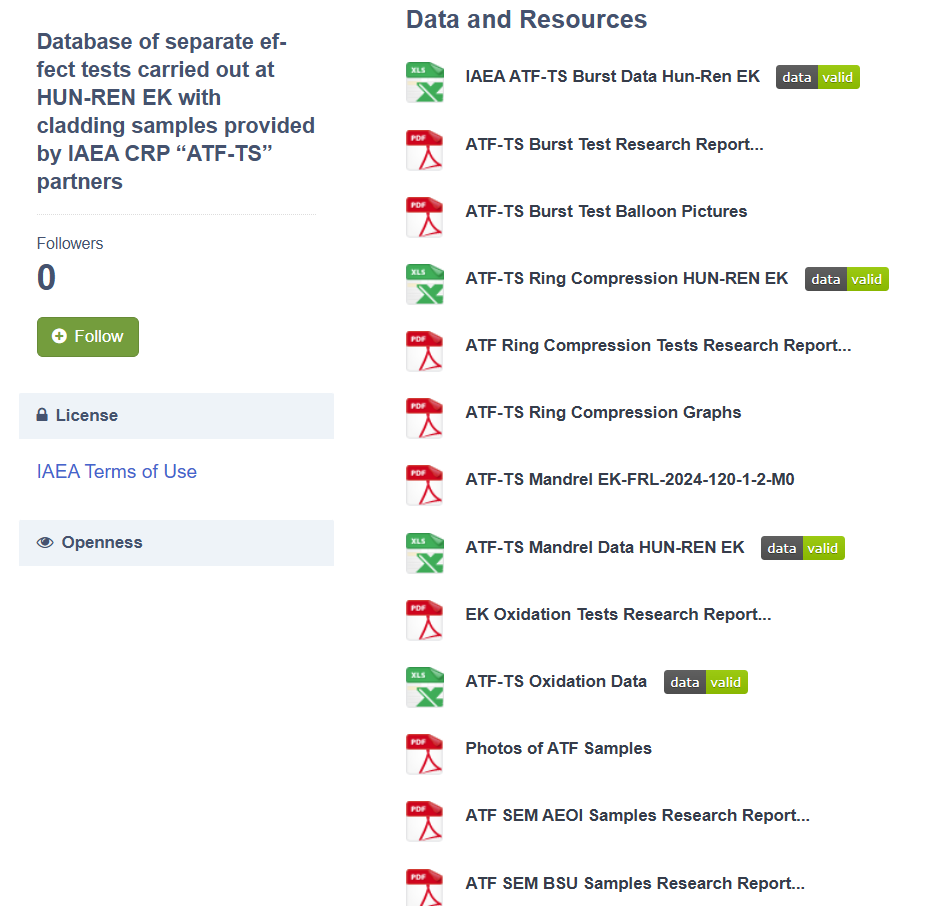 Database of separate ef-
fect tests carried out at
HUN-REN EK with
cladding samples provided
by IAEA CRP “ATF-TS”
partners
Followers
0
Follow
License
IAEA Terms of Use
Openness
Data and Resources
XLS IAEA ATF-TS Burst Data Hun-Ren EK data valid
PDF ATF-TS Burst Test Research Report...
PDF ATF-TS Burst Test Balloon Pictures
XLS ATF-TS Ring Compression HUN-REN EK data valid
PDF ATF Ring Compression Tests Research Report...
PDF ATF-TS Ring Compression Graphs
PDF ATF-TS Mandrel EK-FRL-2024-120-1-2-M0
XLS ATF-TS Mandrel Data HUN-REN EK data valid
PDF EK Oxidation Tests Research Report...
XLS ATF-TS Oxidation Data data valid
PDF Photos of ATF Samples
PDF ATF SEM AEOI Samples Research Report...
PDF ATF SEM BSU Samples Research Report...